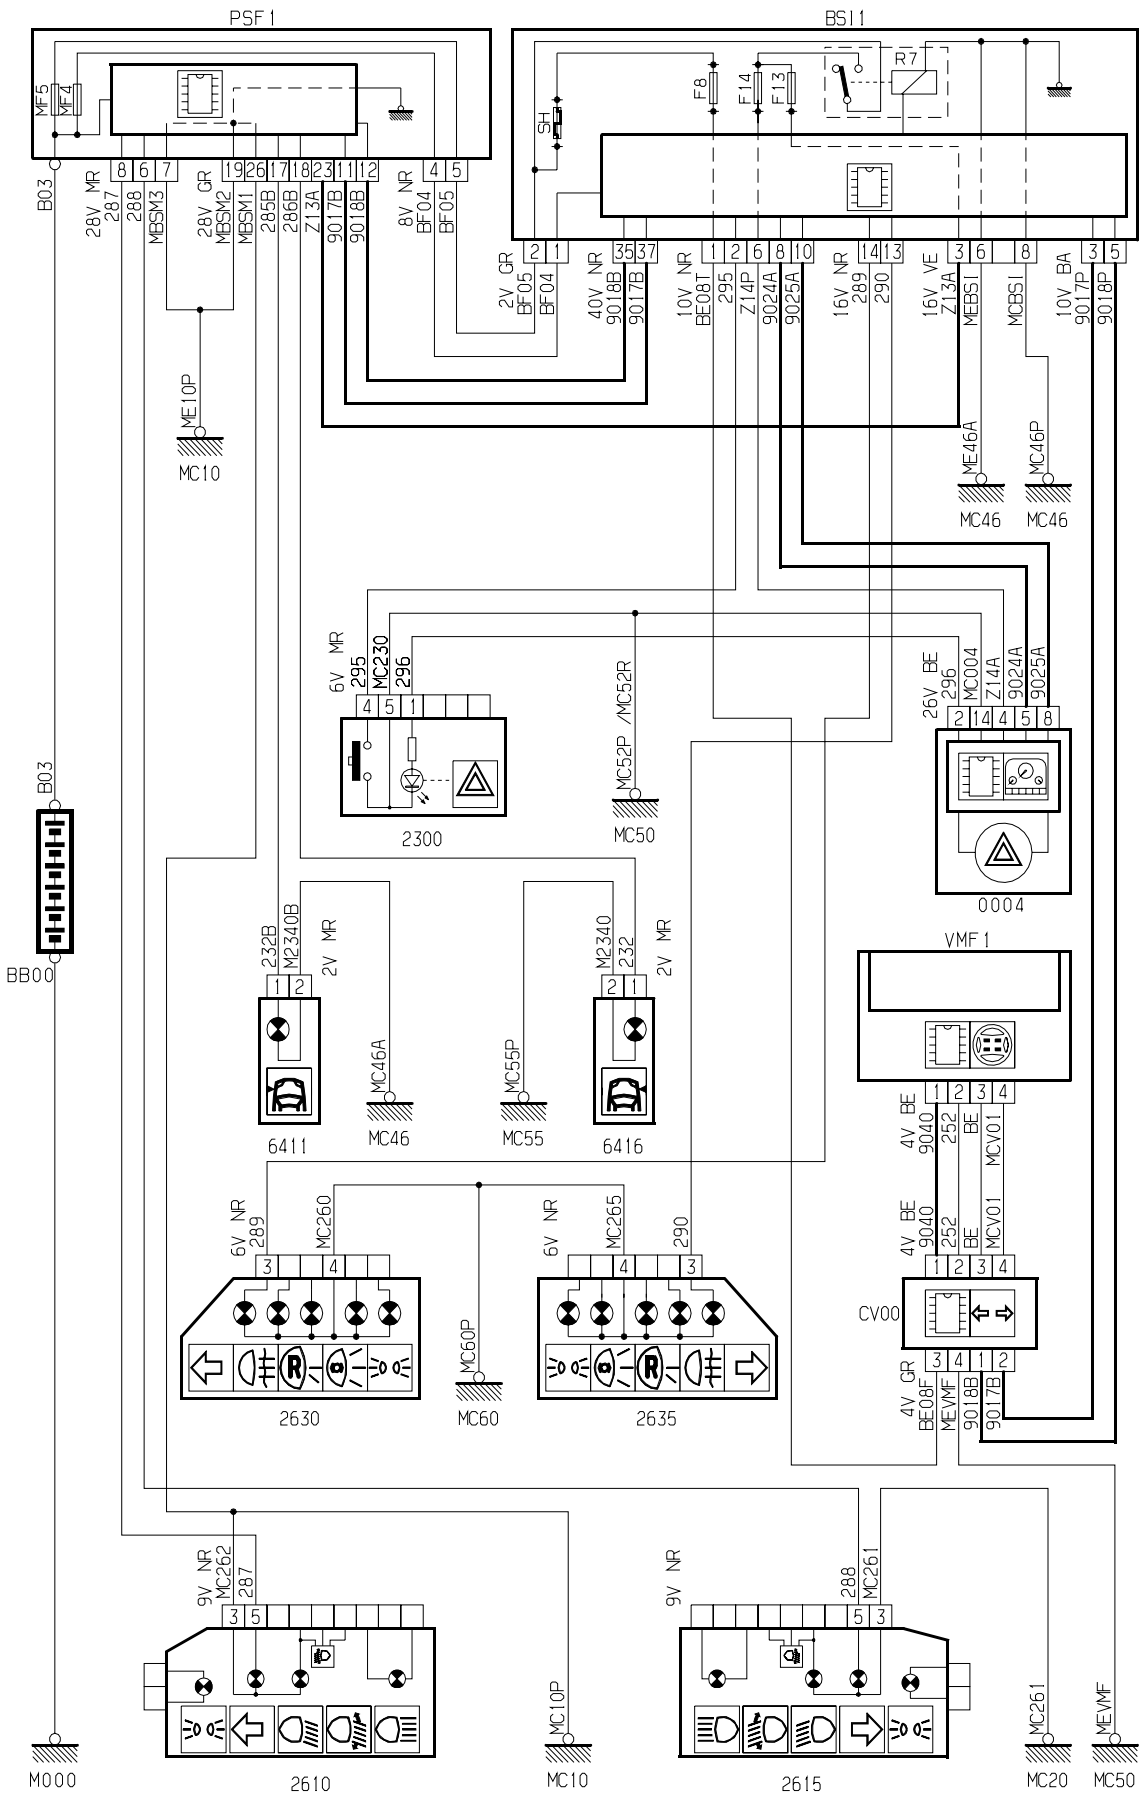 PSF1
BSI1
MF5
MF4
SH
F8
F14
F13
R7
8 6 7 19 26 17 18 23 11 12 4 5
B03
28V MR
287
288
MBSM3
28V GR
MBSM2
MBSM1
285B
286B
Z13A
9017B
9018B
8V NR
BF04
BF05
2 1 35 37 1 2 6 8 10 14 13 3 6 8 3 5
2V GR
BF05
BF04
40V NR
9018B
9017B
10V NR
BE08T
295
Z14P
9024A
9025A
16V NR
289
290
16V VE
Z13A
MEBSI
MCBSI
10V BA
9017P
9018P
ME10P
MC10
ME46A
MC46
MC46P
MC46
6V MR
295
MC230
296
4 5 1
2300
MC52P /MC52R
MC50
26V BE
296
MC004
Z14A
9024A
9025A
2 14 4 5 8
0004
B03
BB00
232B
M2340B
2V MR
1 2
6411
MC46A
MC46
MC55P
MC55
M2340
232
2V MR
2 1
6416
VMF1
1 2 3 4
4V BE
9040
252
BE
MCV01
4V BE
9040
252
BE
MCV01
1 2 3 4
CV00
3 4 1 2
4V GR
BE08F
MEVMF
9018B
9017B
6V NR
289
MC260
3 4
R
2630
MC60P
MC60
6V NR
MC265
290
4 3
R
2635
9V NR
MC262
287
3 5
2610
MC10P
MC10
9V NR
288
MC261
5 3
2615
MC261
MC20
MEVMF
MC50
M000